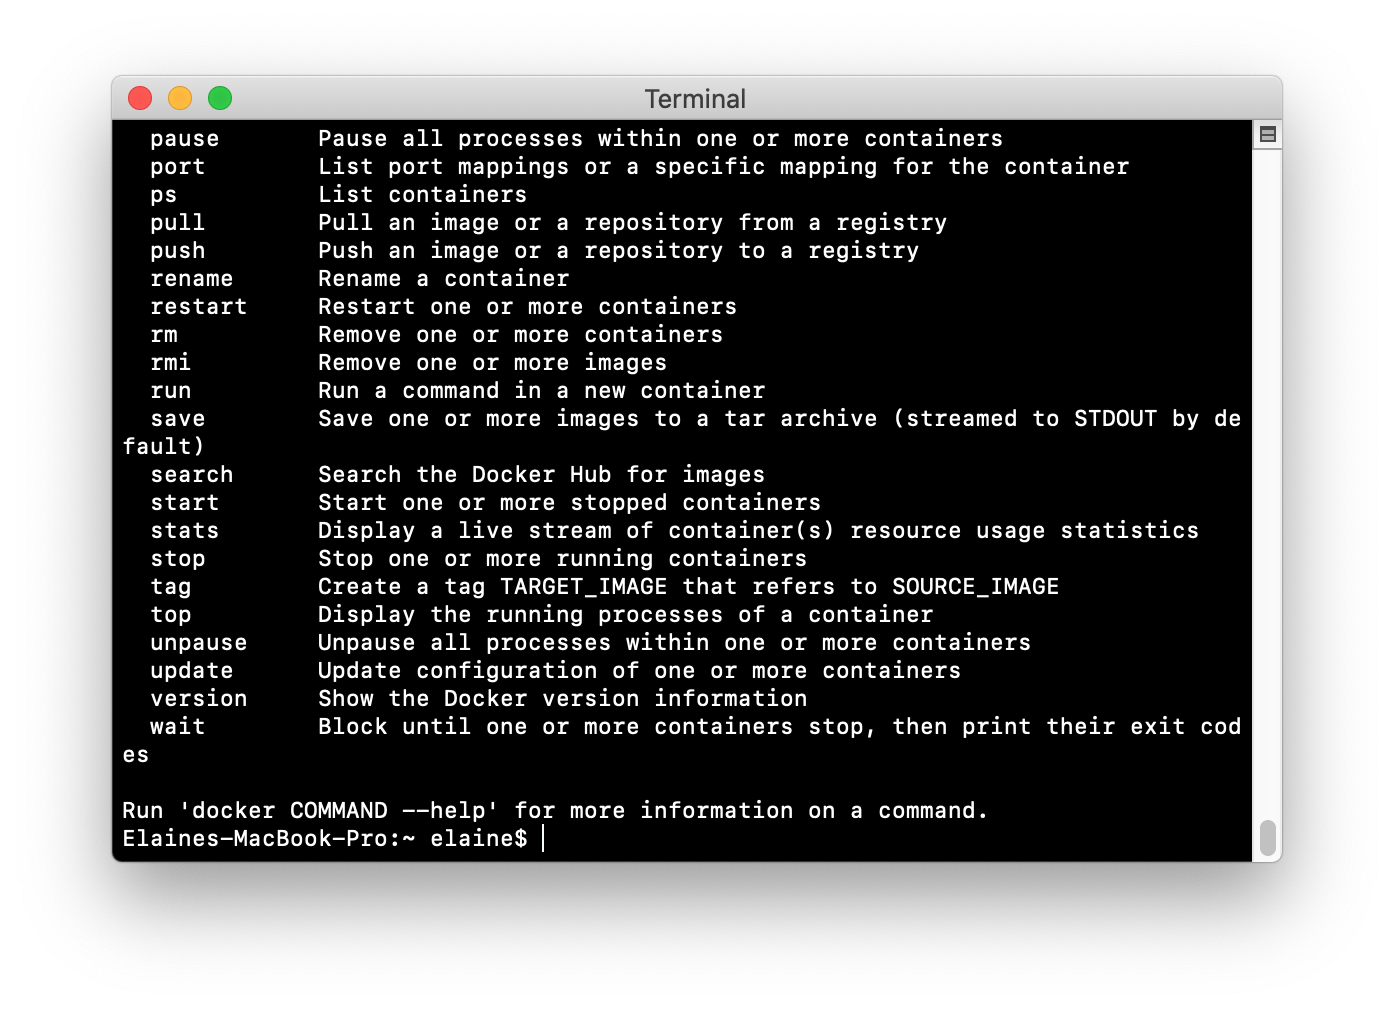 Terminal
  pause       Pause all processes within one or more containers
  port        List port mappings or a specific mapping for the container
  ps          List containers
  pull        Pull an image or a repository from a registry
  push        Push an image or a repository to a registry
  rename      Rename a container
  restart     Restart one or more containers
  rm          Remove one or more containers
  rmi         Remove one or more images
  run         Run a command in a new container
  save        Save one or more images to a tar archive (streamed to STDOUT by de
fault)
  search      Search the Docker Hub for images
  start       Start one or more stopped containers
  stats       Display a live stream of container(s) resource usage statistics
  stop        Stop one or more running containers
  tag         Create a tag TARGET_IMAGE that refers to SOURCE_IMAGE
  top         Display the running processes of a container
  unpause     Unpause all processes within one or more containers
  update      Update configuration of one or more containers
  version     Show the Docker version information
  wait        Block until one or more containers stop, then print their exit cod
es

Run 'docker COMMAND --help' for more information on a command.
Elaines-MacBook-Pro:~ elaine$